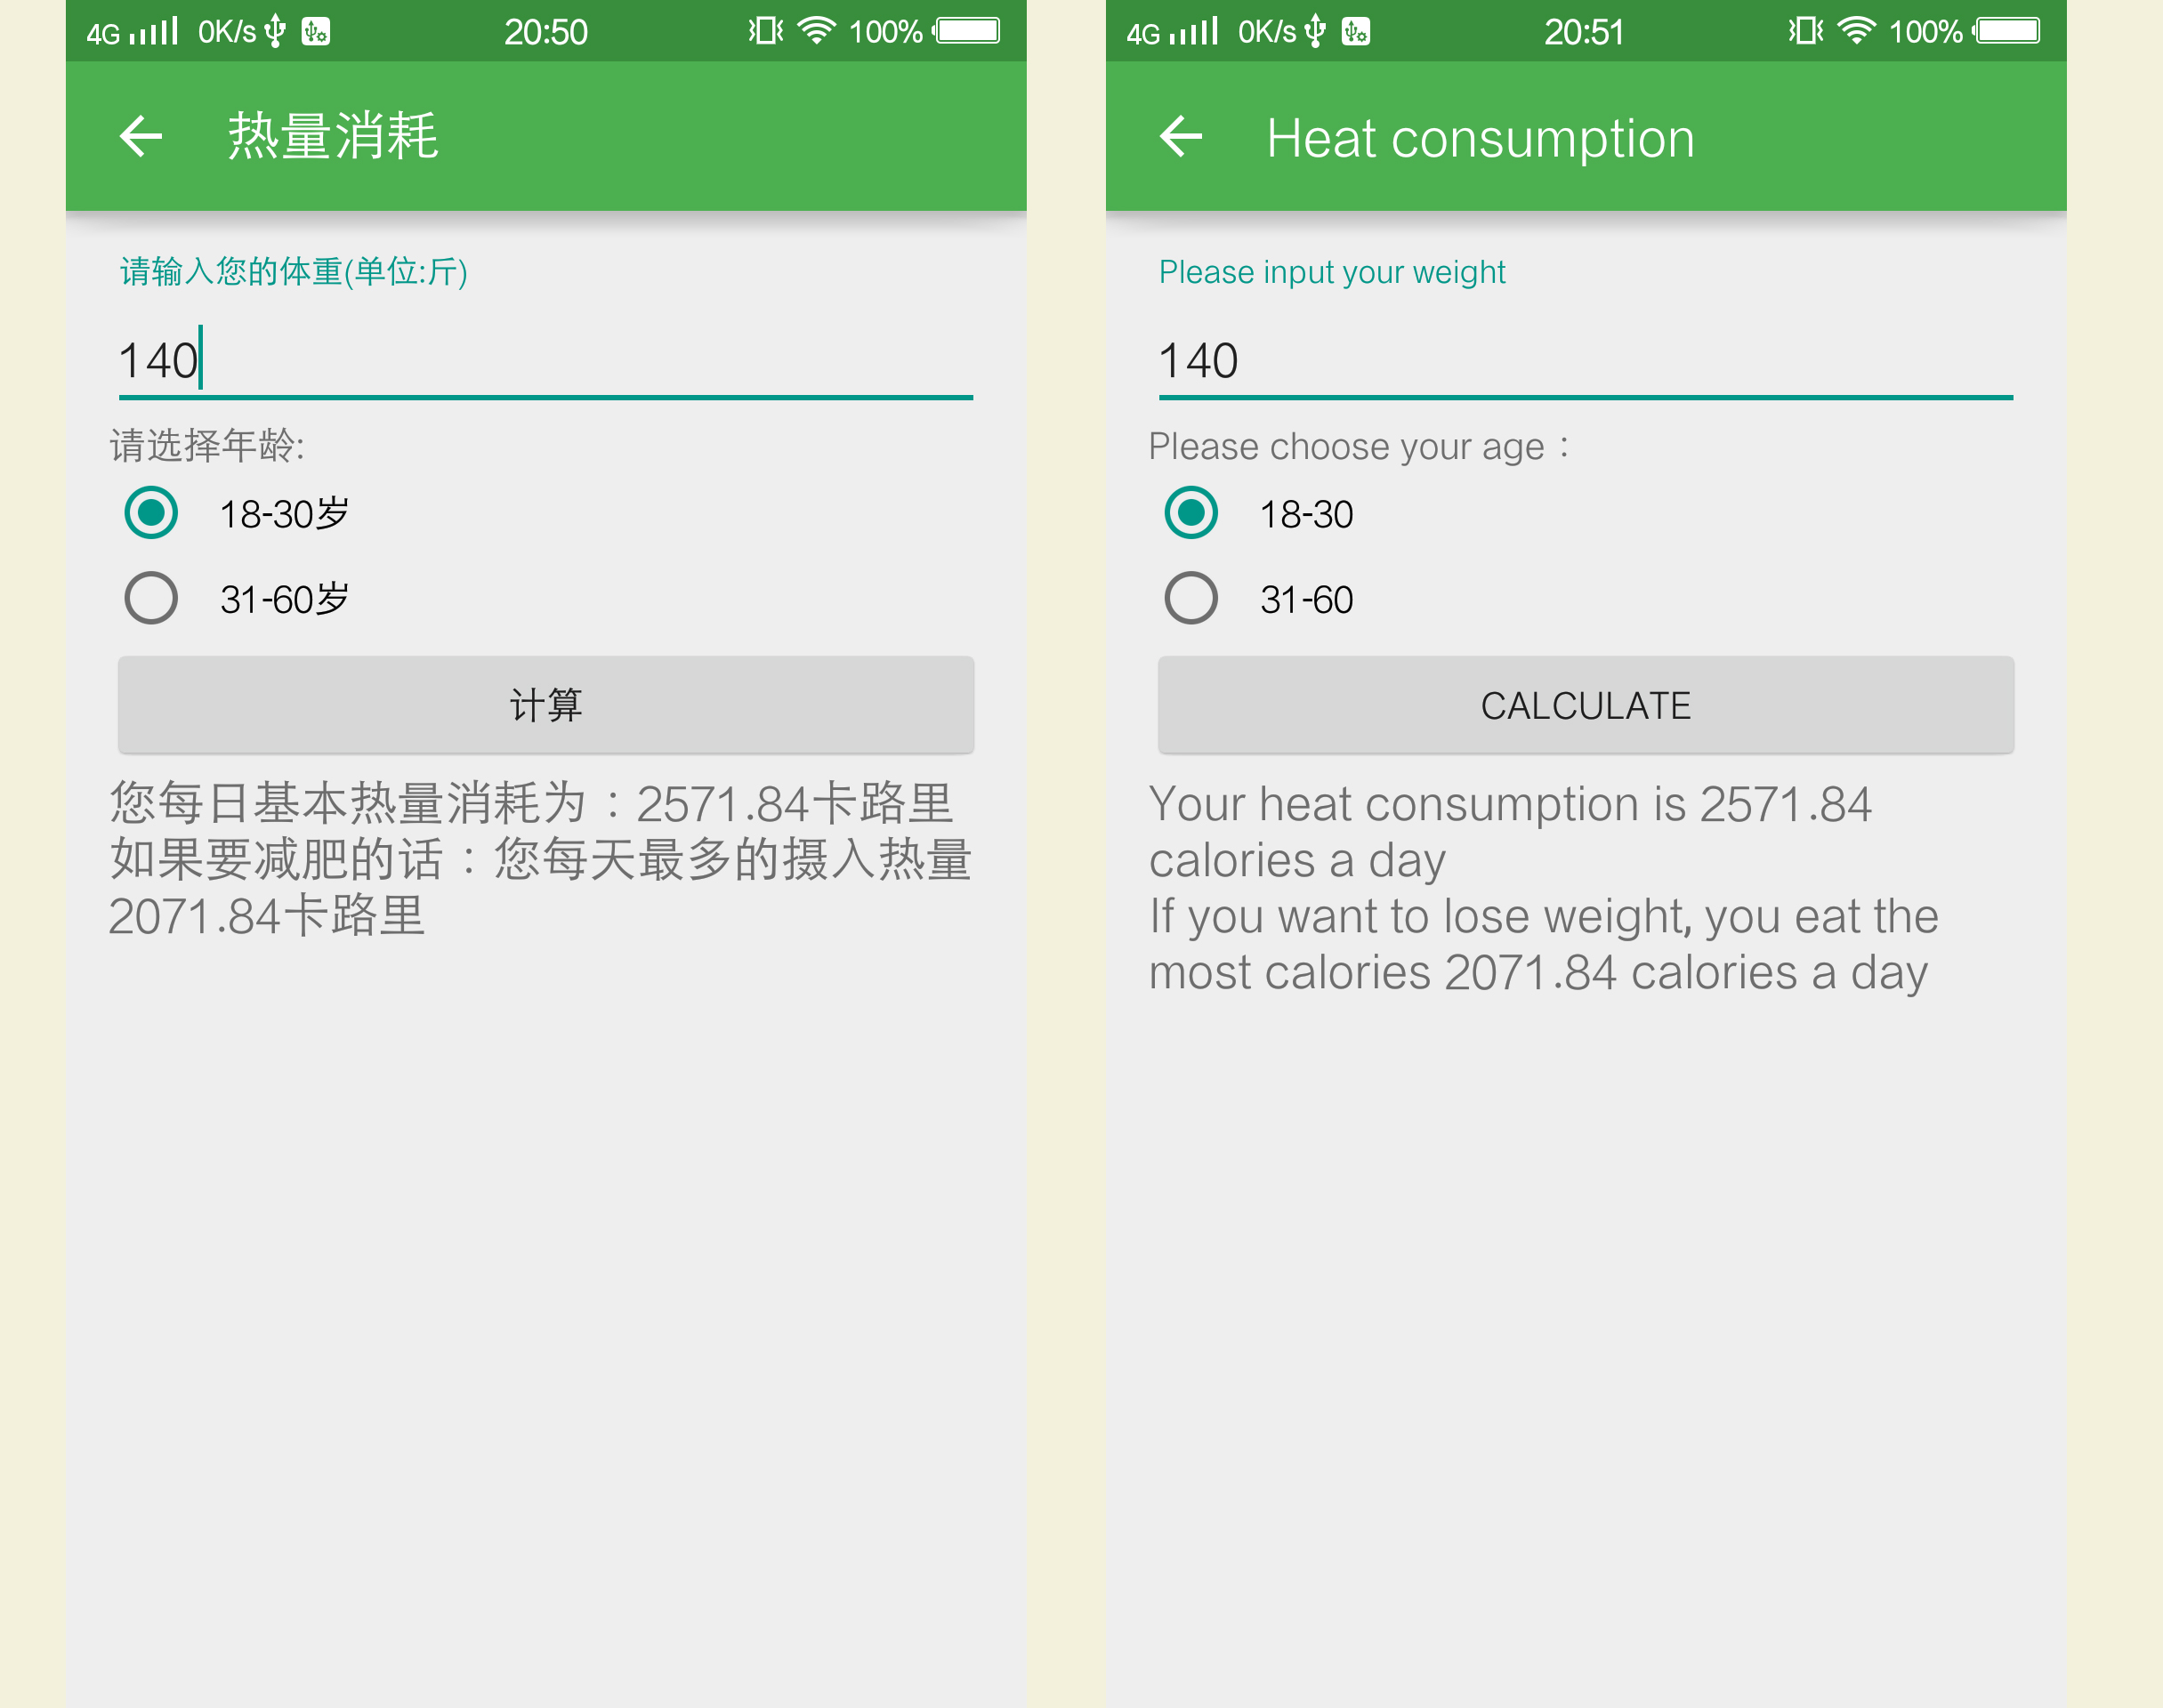 4G 0K/s 20:50 100%
热量消耗
请输入您的体重(单位:斤)
140
请选择年龄:
18-30岁
31-60岁
计算
您每日基本热量消耗为：2571.84卡路里
如果要减肥的话：您每天最多的摄入热量
2071.84卡路里
4G 0K/s 20:51 100%
Heat consumption
Please input your weight
140
Please choose your age：
18-30
31-60
CALCULATE
Your heat consumption is 2571.84
calories a day
If you want to lose weight, you eat the
most calories 2071.84 calories a day